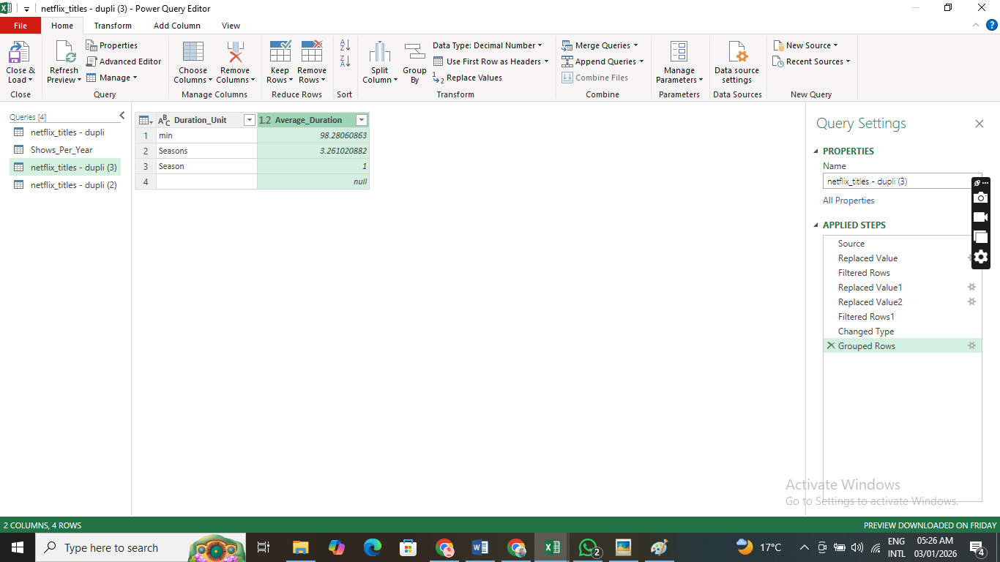 netflix_titles - dupli (3) - Power Query Editor
File Home Transform Add Column View
Close & Load
Close
Refresh Preview
Properties
Advanced Editor
Manage
Query
Choose Columns
Remove Columns
Manage Columns
Keep Rows
Remove Rows
Reduce Rows
Sort
Split Column
Group By
Data Type: Decimal Number
Use First Row as Headers
Replace Values
Transform
Merge Queries
Append Queries
Combine Files
Combine
Manage Parameters
Parameters
Data source settings
Data Sources
New Source
Recent Sources
New Query
Queries [4]
netflix_titles - dupli
Shows_Per_Year
netflix_titles - dupli (3)
netflix_titles - dupli (2)
ABC Duration_Unit 1.2 Average_Duration
1 min 98.28060863
2 Seasons 3.261020882
3 Season 1
4 null
Query Settings
PROPERTIES
Name
netflix_titles - dupli (3)
All Properties
APPLIED STEPS
Source
Replaced Value
Filtered Rows
Replaced Value1
Replaced Value2
Filtered Rows1
Changed Type
Grouped Rows
Activate Windows
Go to Settings to activate Windows.
2 COLUMNS, 4 ROWS
PREVIEW DOWNLOADED ON FRIDAY
Type here to search
2
17°C
ENG
INTL
05:26 AM
03/01/2026
4